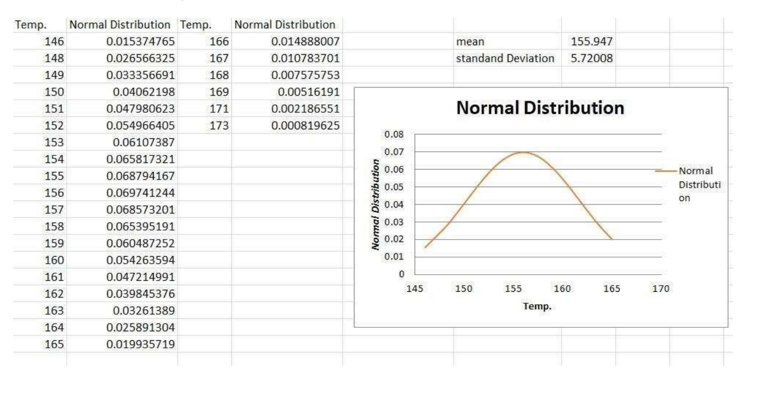 Temp. Normal Distribution Temp. Normal Distribution
146 0.015374765 166 0.014888007 mean 155.947
148 0.026566325 167 0.010783701 standand Deviation 5.72008
149 0.033356691 168 0.007575753
150 0.04062198 169 0.00516191
151 0.047980623 171 0.002186551
152 0.054966405 173 0.000819625
153 0.06107387
154 0.065817321
155 0.068794167
156 0.069741244
157 0.068573201
158 0.065395191
159 0.060487252
160 0.054263594
161 0.047214991
162 0.039845376
163 0.03261389
164 0.025891304
165 0.019935719
Normal Distribution
Normal Distribution
0.08
0.07
0.06
0.05
0.04
0.03
0.02
0.01
0
145 150 155 160 165 170
Temp.
Normal
Distributi
on